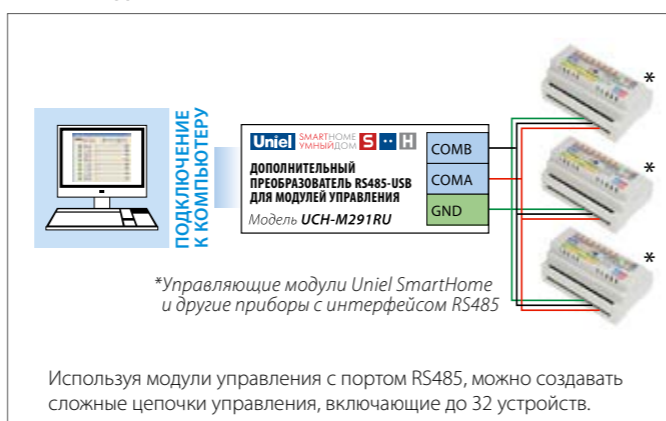 ПОДКЛЮЧЕНИЕ
К КОМПЬЮТЕРУ
Uniel SMARTHOME
УМНЫЙДОМ S ·· H
ДОПОЛНИТЕЛЬНЫЙ
ПРЕОБРАЗОВАТЕЛЬ RS485-USB
ДЛЯ МОДУЛЕЙ УПРАВЛЕНИЯ
Модель UCH-M291RU
COMB
COMA
GND
*
*
*
*Управляющие модули Uniel SmartHome
и другие приборы с интерфейсом RS485
Используя модули управления с портом RS485, можно создавать
сложные цепочки управления, включающие до 32 устройств.